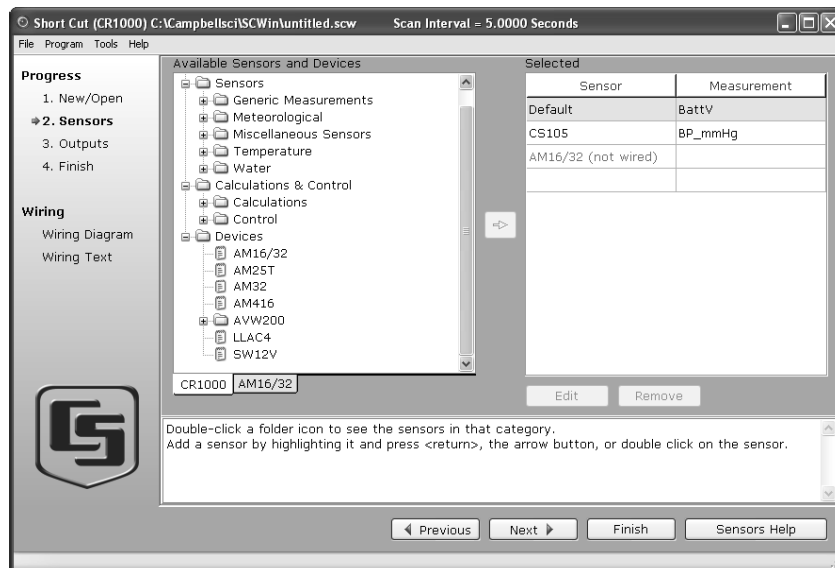 Short Cut (CR1000) C:\Campbellsci\SCWin\untitled.scw Scan Interval = 5.0000 Seconds
File Program Tools Help
Progress
1. New/Open
2. Sensors
3. Outputs
4. Finish
Wiring
Wiring Diagram
Wiring Text
Available Sensors and Devices
Sensors
Generic Measurements
Meteorological
Miscellaneous Sensors
Temperature
Water
Calculations & Control
Calculations
Control
Devices
AM16/32
AM25T
AM32
AM416
AVW200
LLAC4
SW12V
CR1000 AM16/32
Selected
Sensor Measurement
Default BattV
CS105 BP_mmHg
AM16/32 (not wired)
Edit Remove
Double-click a folder icon to see the sensors in that category.
Add a sensor by highlighting it and press <return>, the arrow button, or double click on the sensor.
Previous Next Finish Sensors Help